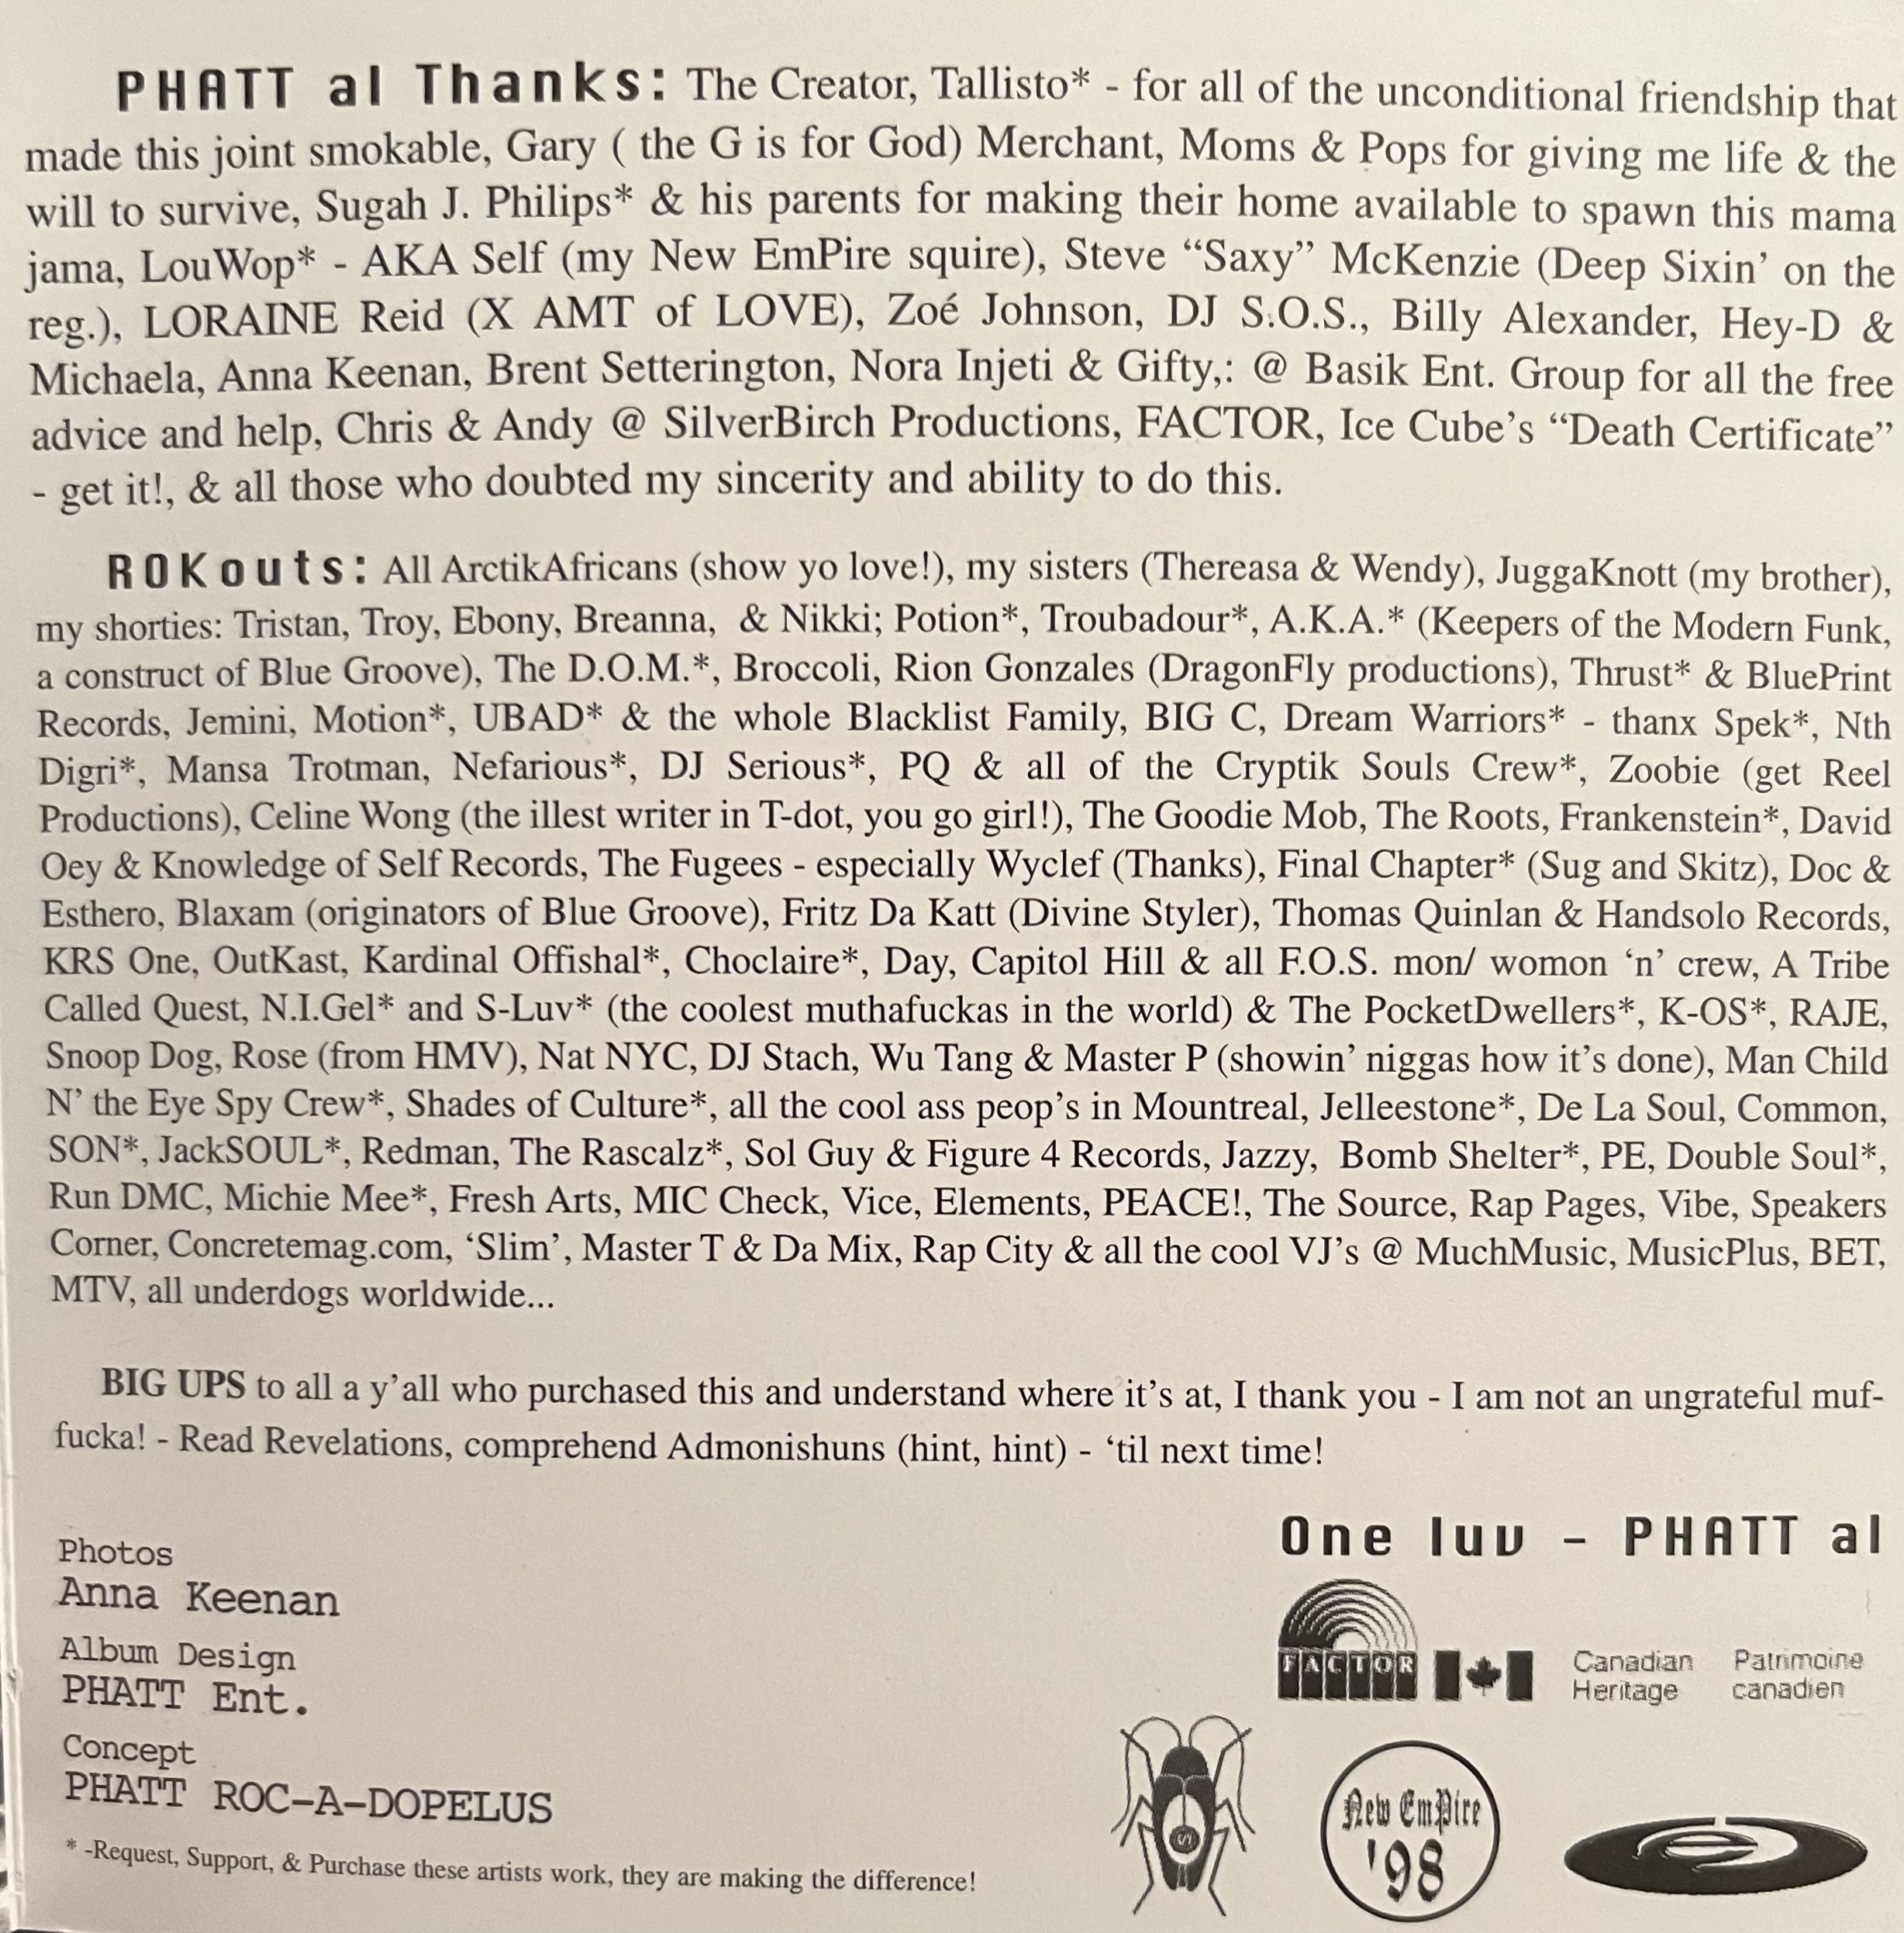 PHATT al Thanks: The Creator, Tallisto* - for all of the unconditional friendship that
made this joint smokable, Gary ( the G is for God) Merchant, Moms & Pops for giving me life & the
will to survive, Sugah J. Philips* & his parents for making their home available to spawn this mama
jama, LouWop* - AKA Self (my New EmPire squire), Steve “Saxy” McKenzie (Deep Sixin’ on the
reg.), LORAINE Reid (X AMT of LOVE), Zoé Johnson, DJ S.O.S., Billy Alexander, Hey-D &
Michaela, Anna Keenan, Brent Setterington, Nora Injeti & Gifty,: @ Basik Ent. Group for all the free
advice and help, Chris & Andy @ SilverBirch Productions, FACTOR, Ice Cube’s “Death Certificate”
- get it!, & all those who doubted my sincerity and ability to do this.
ROKouts: All ArctikAfricans (show yo love!), my sisters (Thereasa & Wendy), JuggaKnott (my brother),
my shorties: Tristan, Troy, Ebony, Breanna, & Nikki; Potion*, Troubadour*, A.K.A.* (Keepers of the Modern Funk,
a construct of Blue Groove), The D.O.M.*, Broccoli, Rion Gonzales (DragonFly productions), Thrust* & BluePrint
Records, Jemini, Motion*, UBAD* & the whole Blacklist Family, BIG C, Dream Warriors* - thanx Spek*, Nth
Digri*, Mansa Trotman, Nefarious*, DJ Serious*, PQ & all of the Cryptik Souls Crew*, Zoobie (get Reel
Productions), Celine Wong (the illest writer in T-dot, you go girl!), The Goodie Mob, The Roots, Frankenstein*, David
Oey & Knowledge of Self Records, The Fugees - especially Wyclef (Thanks), Final Chapter* (Sug and Skitz), Doc &
Esthero, Blaxam (originators of Blue Groove), Fritz Da Katt (Divine Styler), Thomas Quinlan & Handsolo Records,
KRS One, OutKast, Kardinal Offishal*, Choclaire*, Day, Capitol Hill & all F.O.S. mon/ womon ‘n’ crew, A Tribe
Called Quest, N.I.Gel* and S-Luv* (the coolest muthafuckas in the world) & The PocketDwellers*, K-OS*, RAJE,
Snoop Dog, Rose (from HMV), Nat NYC, DJ Stach, Wu Tang & Master P (showin’ niggas how it’s done), Man Child
N’ the Eye Spy Crew*, Shades of Culture*, all the cool ass peop’s in Mountreal, Jelleestone*, De La Soul, Common,
SON*, JackSOUL*, Redman, The Rascalz*, Sol Guy & Figure 4 Records, Jazzy, Bomb Shelter*, PE, Double Soul*,
Run DMC, Michie Mee*, Fresh Arts, MIC Check, Vice, Elements, PEACE!, The Source, Rap Pages, Vibe, Speakers
Corner, Concretemag.com, ‘Slim’, Master T & Da Mix, Rap City & all the cool VJ’s @ MuchMusic, MusicPlus, BET,
MTV, all underdogs worldwide...
BIG UPS to all a y’all who purchased this and understand where it’s at, I thank you - I am not an ungrateful muf-
fucka! - Read Revelations, comprehend Admonishuns (hint, hint) - ‘til next time!
One luv - PHATT al
Photos
Anna Keenan
Album Design
PHATT Ent.
Concept
PHATT ROC-A-DOPELUS
* -Request, Support, & Purchase these artists work, they are making the difference!
FACTOR
Canadian Patrimoine
Heritage canadien
New EmPire
'98